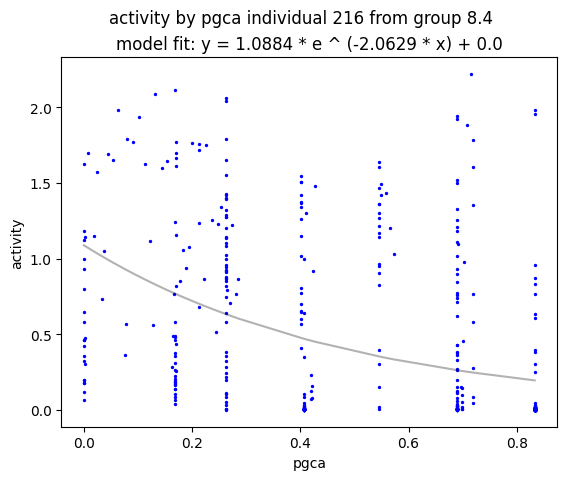 activity by pgca individual 216 from group 8.4
model fit: y = 1.0884 * e ^ (-2.0629 * x) + 0.0
2.0
1.5
activity
1.0
0.5
0.0
0.0 0.2 0.4 0.6 0.8
pgca